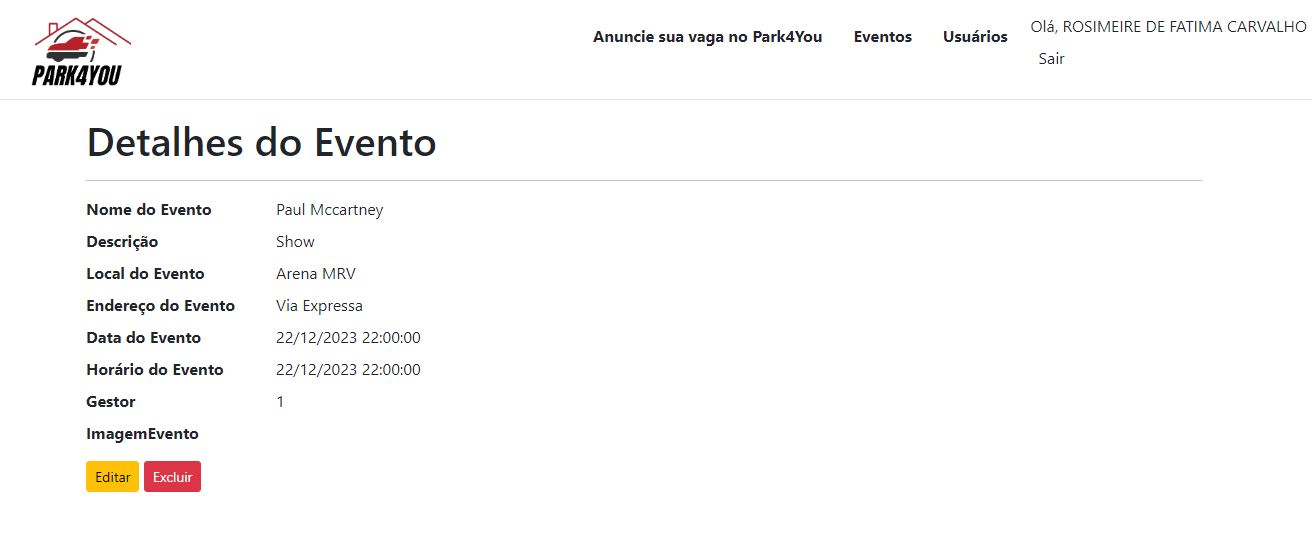 PARK4YOU
Anuncie sua vaga no Park4You Eventos Usuários Olá, ROSIMEIRE DE FATIMA CARVALHO
Sair
Detalhes do Evento
Nome do Evento Paul Mccartney
Descrição Show
Local do Evento Arena MRV
Endereço do Evento Via Expressa
Data do Evento 22/12/2023 22:00:00
Horário do Evento 22/12/2023 22:00:00
Gestor 1
ImagemEvento
Editar Excluir